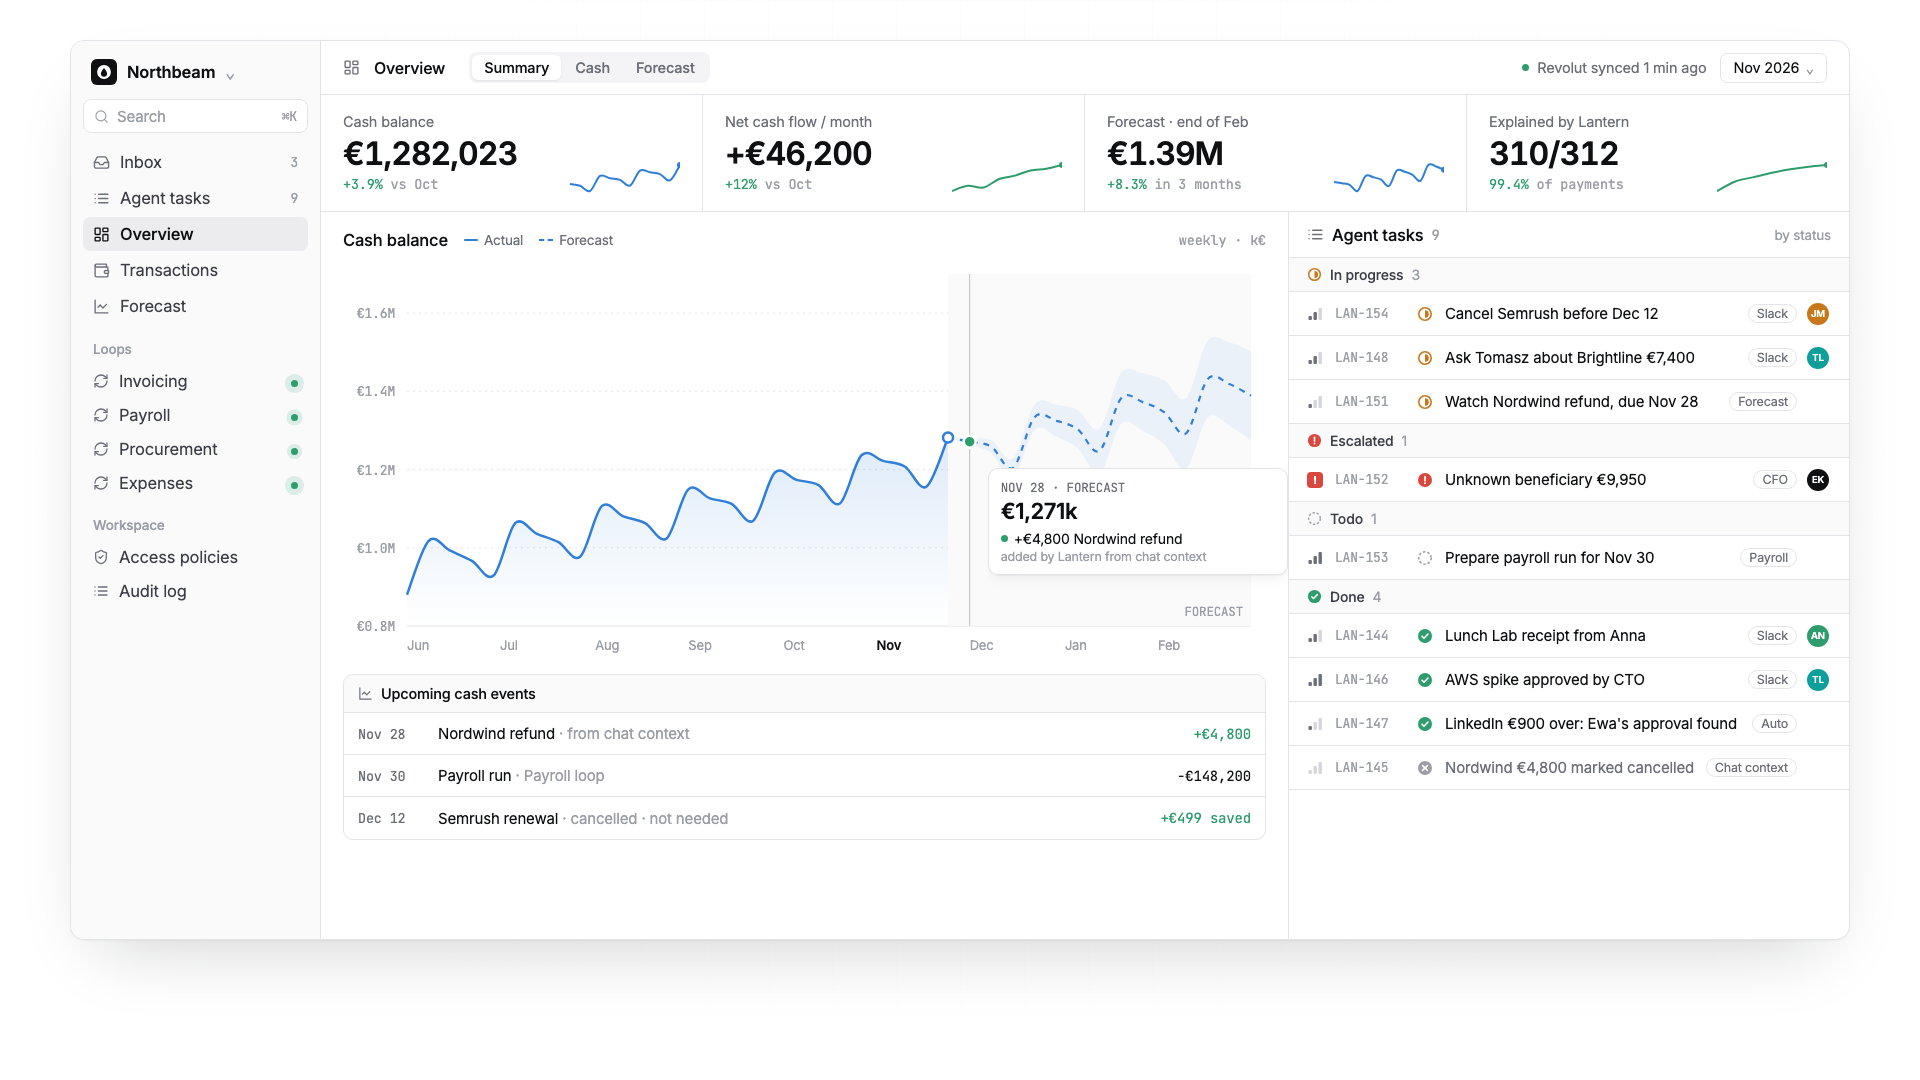 Northbeam
Search ⌘K
Inbox 3
Agent tasks 9
Overview
Transactions
Forecast
Loops
Invoicing
Payroll
Procurement
Expenses
Workspace
Access policies
Audit log
Overview Summary Cash Forecast
Revolut synced 1 min ago Nov 2026
Cash balance
€1,282,023
+3.9% vs Oct
Net cash flow / month
+€46,200
+12% vs Oct
Forecast · end of Feb
€1.39M
+8.3% in 3 months
Explained by Lantern
310/312
99.4% of payments
Cash balance Actual Forecast weekly · k€
€1.6M
€1.4M
€1.2M
€1.0M
€0.8M
NOV 28 · FORECAST
€1,271k
+€4,800 Nordwind refund
added by Lantern from chat context
FORECAST
Jun Jul Aug Sep Oct Nov Dec Jan Feb
Upcoming cash events
Nov 28 Nordwind refund · from chat context +€4,800
Nov 30 Payroll run · Payroll loop -€148,200
Dec 12 Semrush renewal · cancelled · not needed +€499 saved
Agent tasks 9 by status
In progress 3
LAN-154 Cancel Semrush before Dec 12 Slack JM
LAN-148 Ask Tomasz about Brightline €7,400 Slack TL
LAN-151 Watch Nordwind refund, due Nov 28 Forecast
Escalated 1
LAN-152 Unknown beneficiary €9,950 CFO EK
Todo 1
LAN-153 Prepare payroll run for Nov 30 Payroll
Done 4
LAN-144 Lunch Lab receipt from Anna Slack AN
LAN-146 AWS spike approved by CTO Slack TL
LAN-147 LinkedIn €900 over: Ewa's approval found Auto
LAN-145 Nordwind €4,800 marked cancelled Chat context